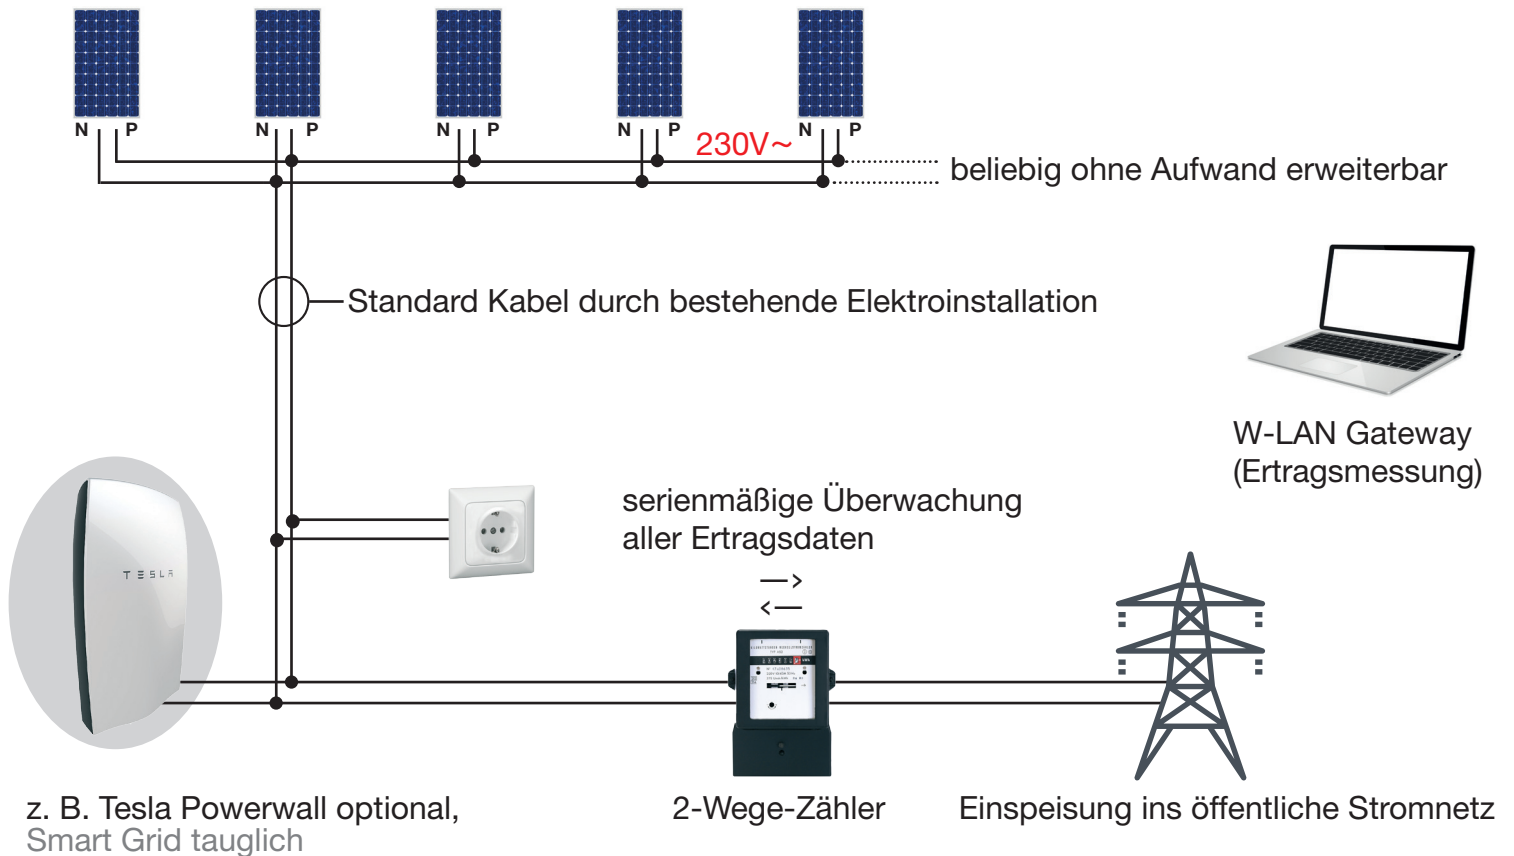 N P N P N P N P N P
230V~
beliebig ohne Aufwand erweiterbar
Standard Kabel durch bestehende Elektroinstallation
W-LAN Gateway
(Ertragsmessung)
serienmäßige Überwachung
aller Ertragsdaten
TESLA
z. B. Tesla Powerwall optional,
Smart Grid tauglich
2-Wege-Zähler
Einspeisung ins öffentliche Stromnetz